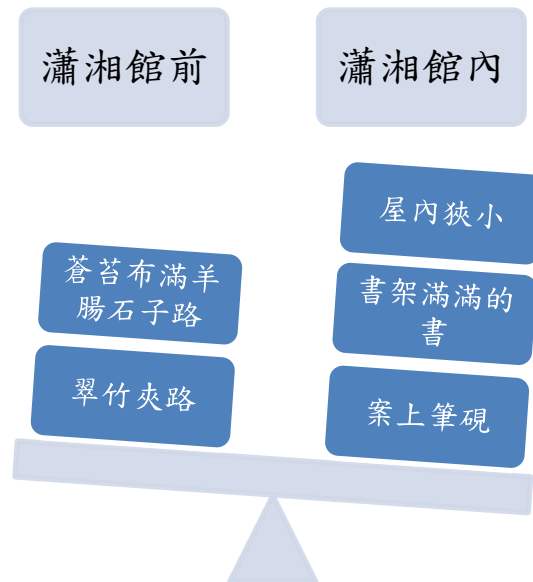 瀟湘館前
瀟湘館內
蒼苔布滿羊
腸石子路
翠竹夾路
屋內狹小
書架滿滿的
書
案上筆硯